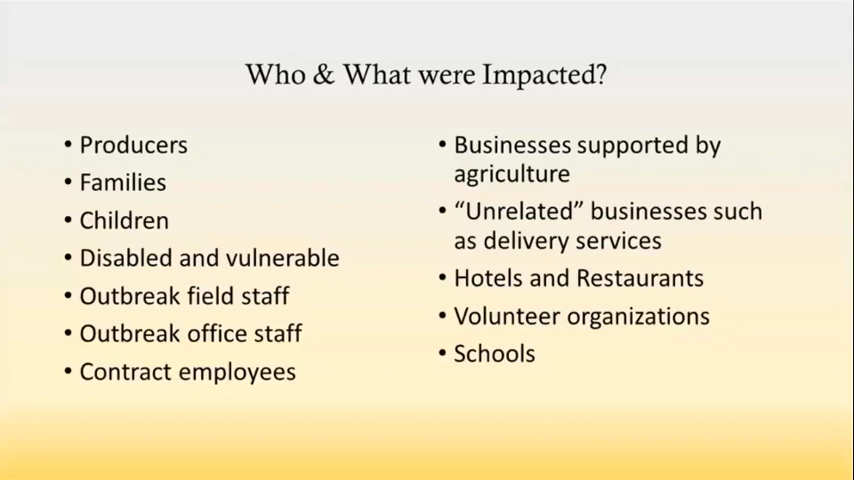 Who & What were Impacted?
• Producers
• Families
• Children
• Disabled and vulnerable
• Outbreak field staff
• Outbreak office staff
• Contract employees
• Businesses supported by
agriculture
• “Unrelated” businesses such
as delivery services
• Hotels and Restaurants
• Volunteer organizations
• Schools